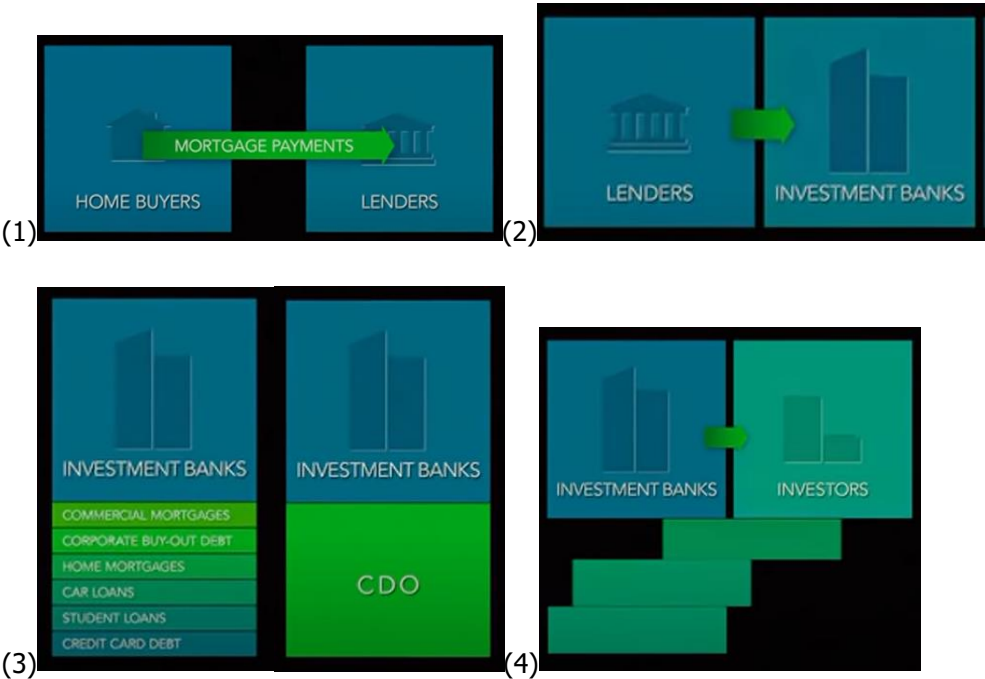 MORTGAGE PAYMENTS
HOME BUYERS
LENDERS
(1)
LENDERS
INVESTMENT BANKS
(2)
INVESTMENT BANKS
COMMERCIAL MORTGAGES
CORPORATE BUY-OUT DEBT
HOME MORTGAGES
CAR LOANS
STUDENT LOANS
CREDIT CARD DEBT
INVESTMENT BANKS
CDO
(3)
INVESTMENT BANKS
INVESTORS
(4)